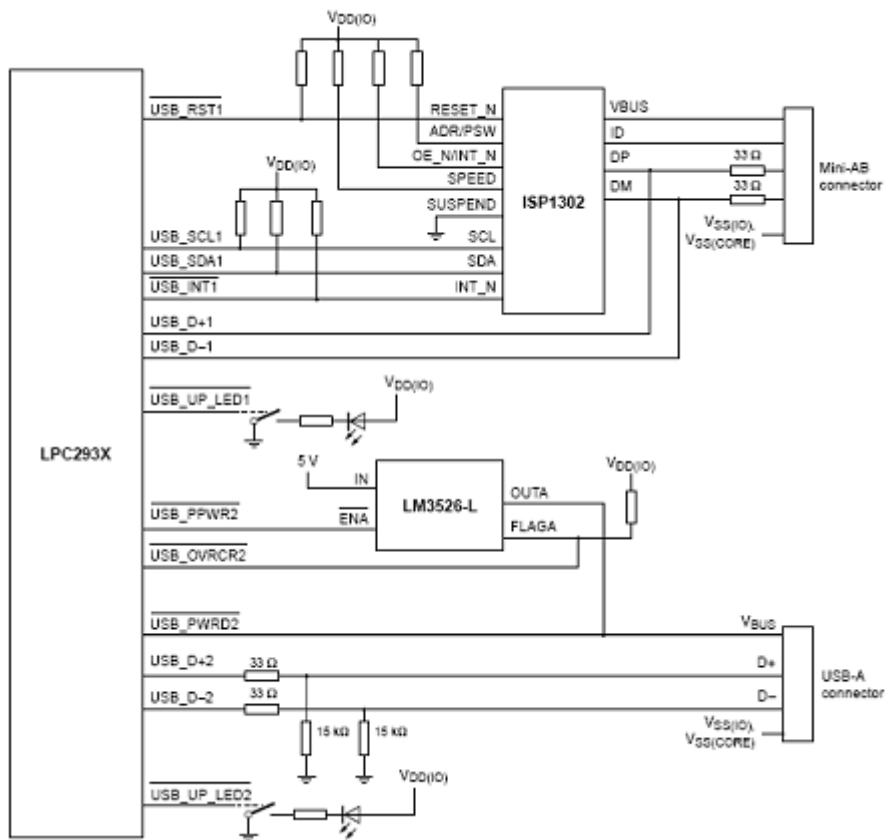 VDD(IO)
USB_RST1
RESET_N
ADR/PSW
OE_N/INT_N
SPEED
SUSPEND
ISP1302
VBUS
ID
DP
33 Ω
DM
33 Ω
Mini-AB
connector
VSS(IO),
VSS(CORE)
VDD(IO)
USB_SCL1
SCL
USB_SDA1
SDA
USB_INT1
INT_N
USB_D+1
USB_D–1
USB_UP_LED1
VDD(IO)
LPC293X
5 V
IN
LM3526-L
OUTA
VDD(IO)
USB_PPWR2
ENA
FLAGA
USB_OVRCR2
USB_PWRD2
VBUS
USB_D+2
33 Ω
D+
USB-A
connector
USB_D–2
33 Ω
D–
15 kΩ
15 kΩ
VSS(IO),
VSS(CORE)
USB_UP_LED2
VDD(IO)